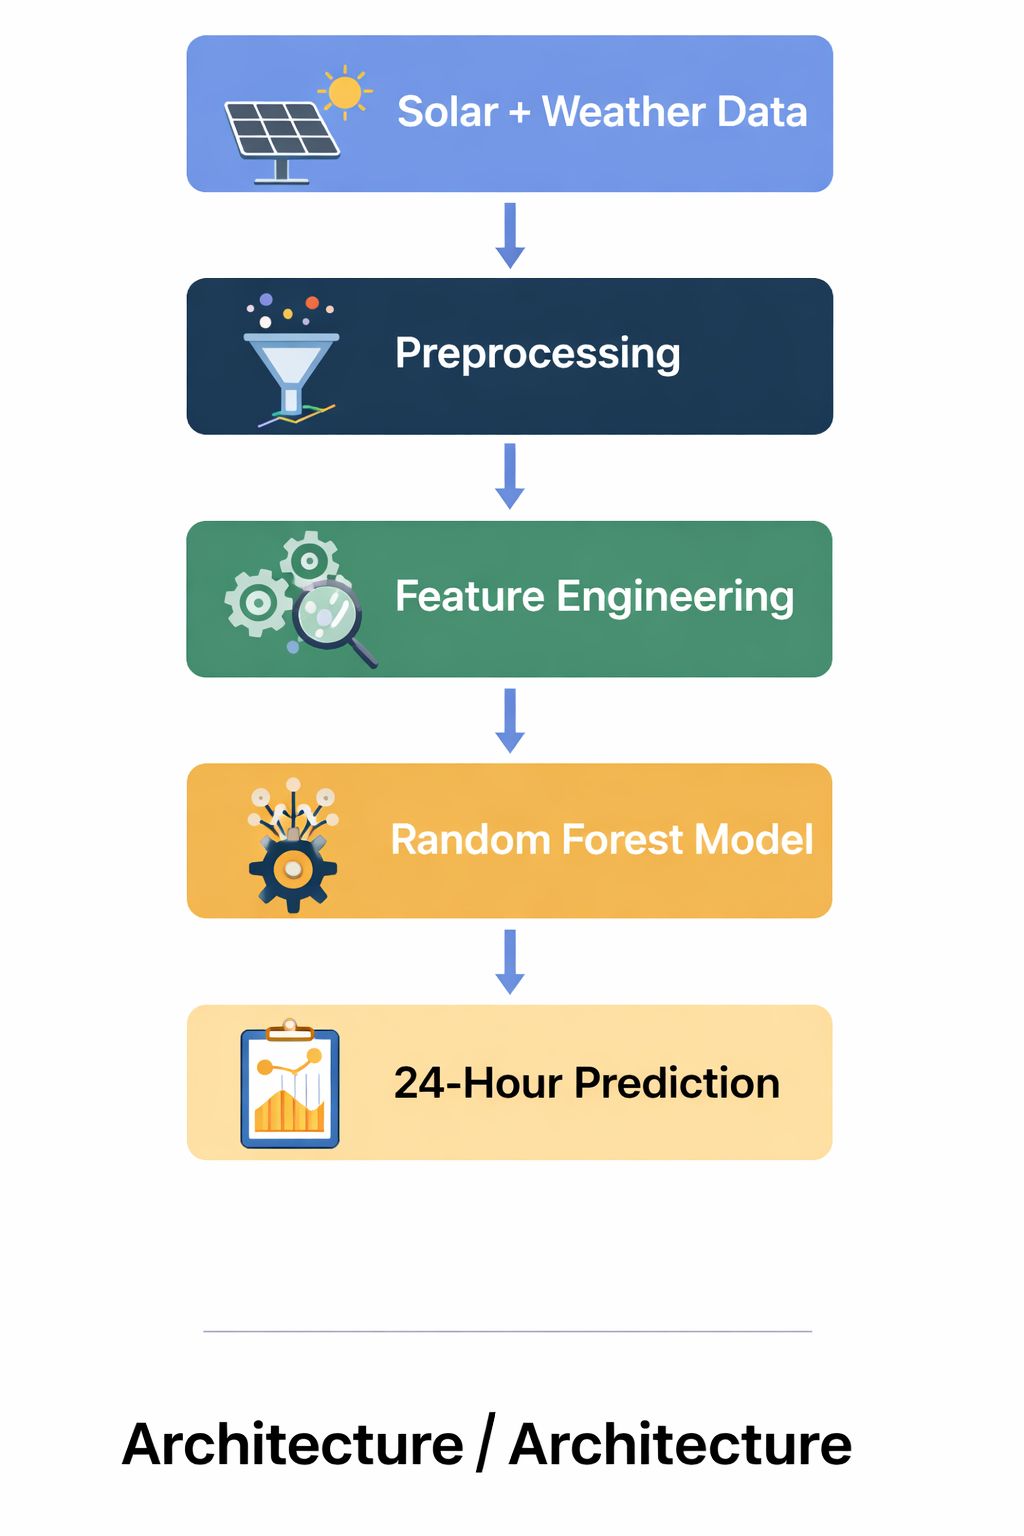 Solar + Weather Data
Preprocessing
Feature Engineering
Random Forest Model
24-Hour Prediction
Architecture / Architecture